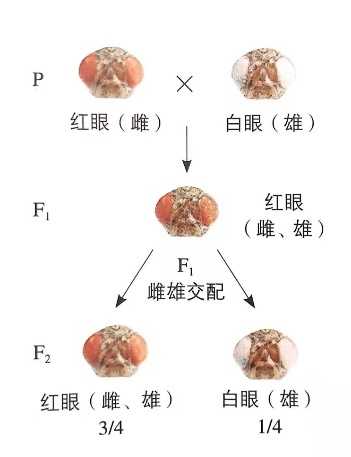 P
×
红眼（雌）
白眼（雄）
F₁
红眼
（雌、雄）
F₁
雌雄交配
F₂
红眼（雌、雄）
3/4
白眼（雄）
1/4